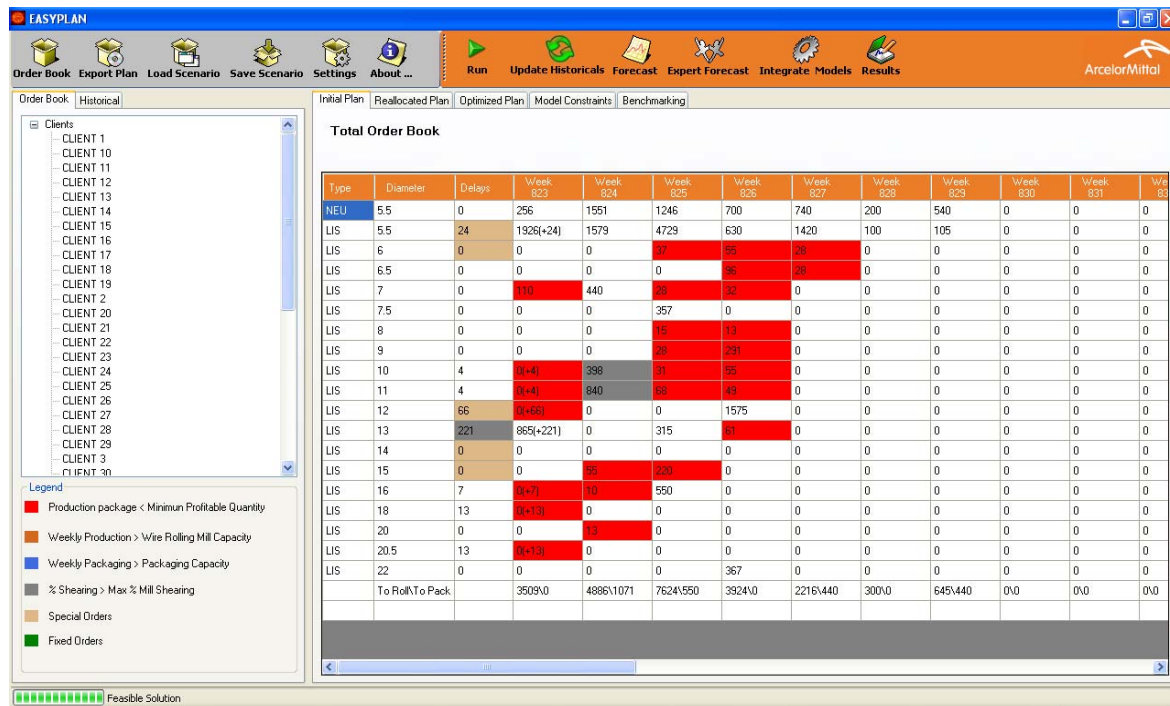 EASYPLAN
Order Book Export Plan Load Scenario Save Scenario Settings About ... Run Update Historicals Forecast Expert Forecast Integrate Models Results ArcelorMittal
Order Book Historical
Clients
CLIENT 1
CLIENT 10
CLIENT 11
CLIENT 12
CLIENT 13
CLIENT 14
CLIENT 15
CLIENT 16
CLIENT 17
CLIENT 18
CLIENT 19
CLIENT 2
CLIENT 20
CLIENT 21
CLIENT 22
CLIENT 23
CLIENT 24
CLIENT 25
CLIENT 26
CLIENT 27
CLIENT 28
CLIENT 29
CLIENT 3
CLIENT 30
Legend
Production package < Minimun Profitable Quantity
Weekly Production > Wire Rolling Mill Capacity
Weekly Packaging > Packaging Capacity
% Shearing > Max % Mill Shearing
Special Orders
Fixed Orders
Initial Plan Reallocated Plan Optimized Plan Model Constraints Benchmarking
Total Order Book
Type Diameter Delays Week 823 Week 824 Week 825 Week 826 Week 827 Week 828 Week 829 Week 830 Week 831 We 83
NEU 5.5 0 256 1551 1246 700 740 200 540 0 0 0
LIS 5.5 24 1926(+24) 1579 4729 630 1420 100 105 0 0 0
LIS 6 0 0 0 37 55 28 0 0 0 0 0
LIS 6.5 0 0 0 0 96 28 0 0 0 0 0
LIS 7 0 110 440 28 32 0 0 0 0 0 0
LIS 7.5 0 0 0 357 0 0 0 0 0 0 0
LIS 8 0 0 0 15 13 0 0 0 0 0 0
LIS 9 0 0 0 28 291 0 0 0 0 0 0
LIS 10 4 0(+4) 398 31 55 0 0 0 0 0 0
LIS 11 4 0(+4) 840 68 49 0 0 0 0 0 0
LIS 12 66 0(+66) 0 0 1575 0 0 0 0 0 0
LIS 13 221 865(+221) 0 315 61 0 0 0 0 0 0
LIS 14 0 0 0 0 0 0 0 0 0 0 0
LIS 15 0 0 55 220 0 0 0 0 0 0 0
LIS 16 7 0(+7) 10 550 0 0 0 0 0 0 0
LIS 18 13 0(+13) 0 0 0 0 0 0 0 0 0
LIS 20 0 0 13 0 0 0 0 0 0 0 0
LIS 20.5 13 0(+13) 0 0 0 0 0 0 0 0 0
LIS 22 0 0 0 0 367 0 0 0 0 0 0
To Roll\To Pack 3509\0 4886\1071 7624\550 3924\0 2216\440 300\0 645\440 0\0 0\0 0\0
Feasible Solution